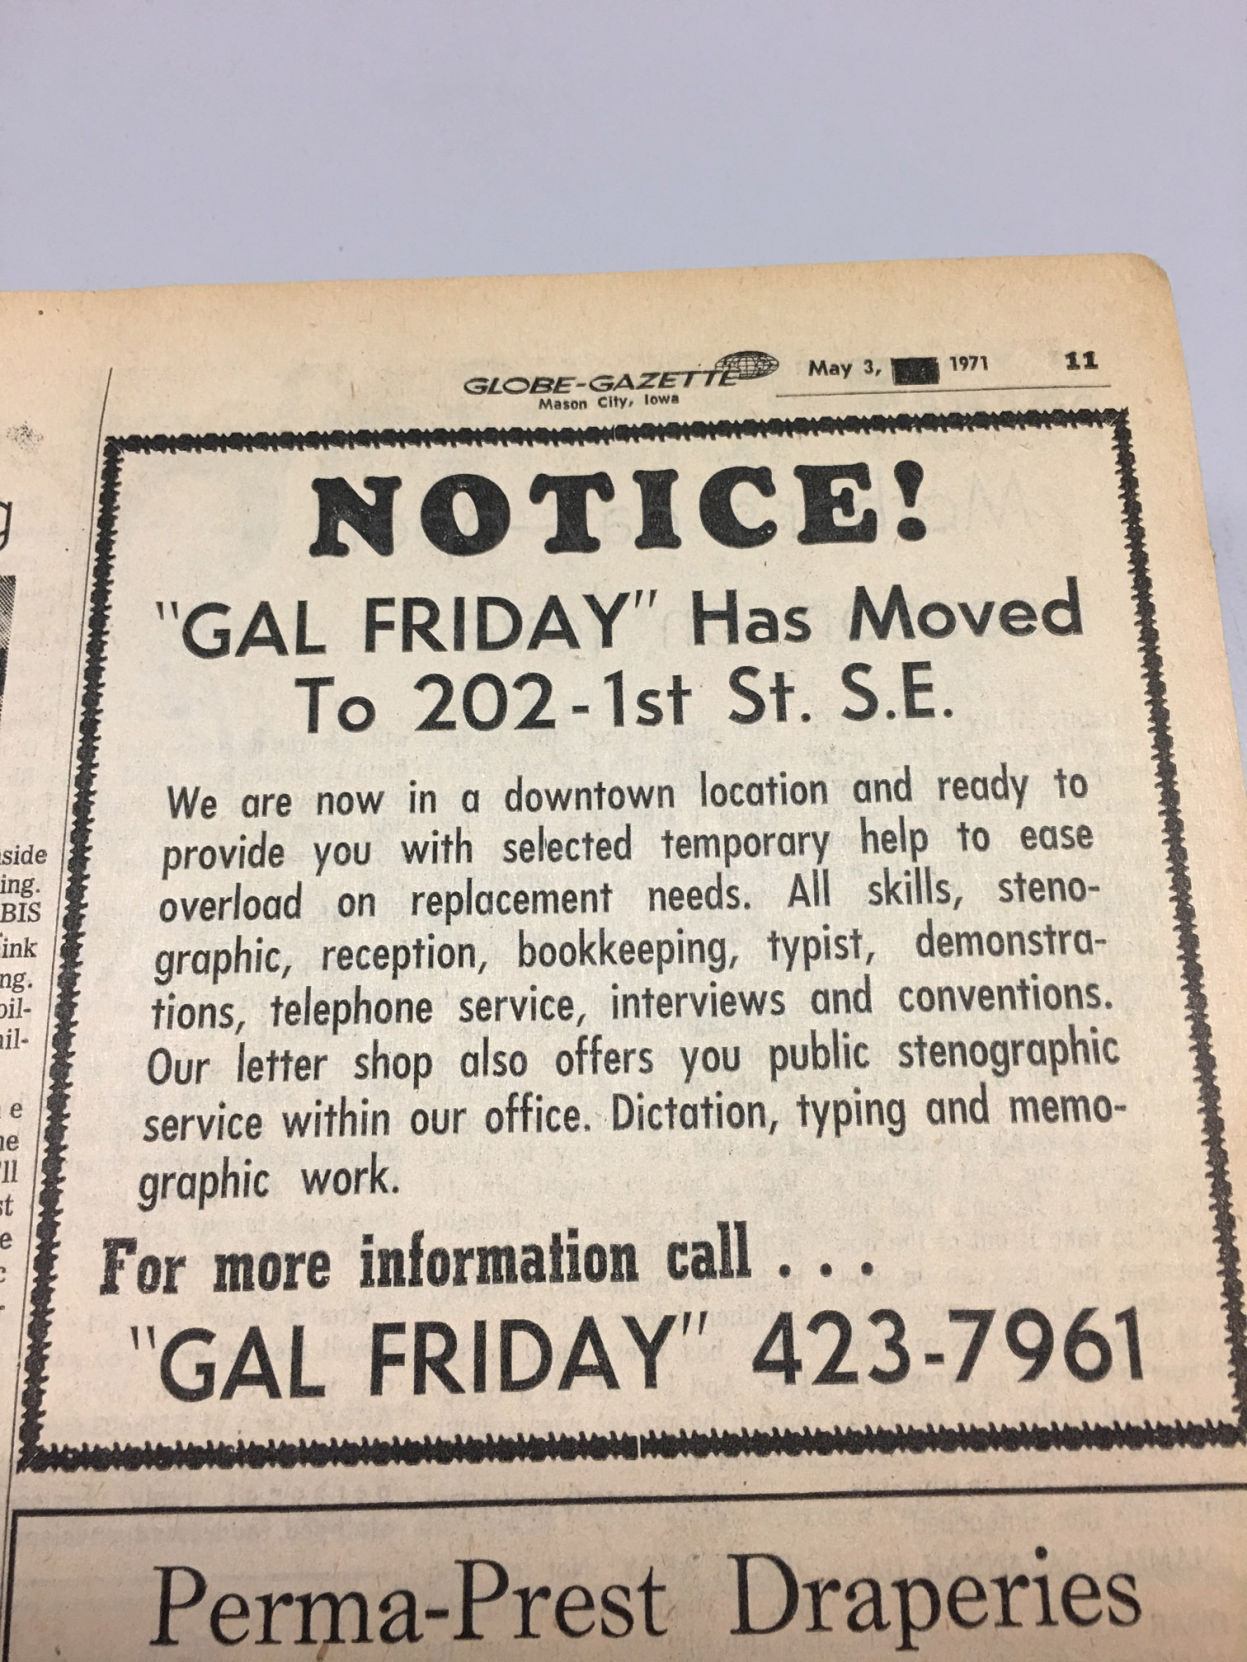 GLOBE-GAZETTE May 3, 1971 11
Mason City, Iowa
NOTICE!
"GAL FRIDAY" Has Moved
To 202-1st St. S.E.
We are now in a downtown location and ready to
provide you with selected temporary help to ease
overload on replacement needs. All skills, steno-
graphic, reception, bookkeeping, typist, demonstra-
tions, telephone service, interviews and conventions.
Our letter shop also offers you public stenographic
service within our office. Dictation, typing and memo-
graphic work.
For more information call . . .
"GAL FRIDAY" 423-7961
Perma-Prest Draperies